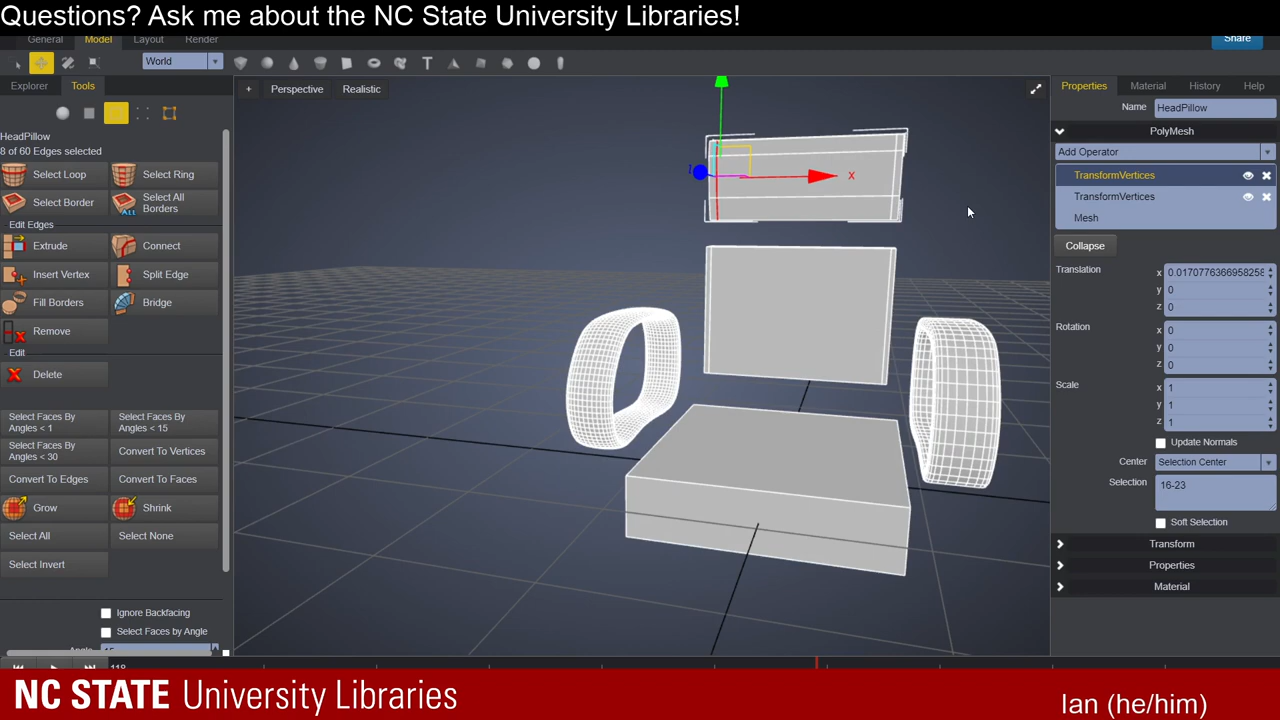 Questions? Ask me about the NC State University Libraries!
General Model Layout Render Share
World
Explorer Tools
+ Perspective Realistic
Properties Material History Help
HeadPillow
8 of 60 Edges selected
Select Loop Select Ring
Select Border Select All Borders
Edit Edges
Extrude Connect
Insert Vertex Split Edge
Fill Borders Bridge
Remove
Edit
Delete
Select Faces By Angles < 1 Select Faces By Angles < 15
Select Faces By Angles < 30 Convert To Vertices
Convert To Edges Convert To Faces
Grow Shrink
Select All Select None
Select Invert
Ignore Backfacing
Select Faces by Angle
Angle 15
x
Name HeadPillow
PolyMesh
Add Operator
TransformVertices
TransformVertices
Mesh
Collapse
Translation x 0.0170776366958258
y 0
z 0
Rotation x 0
y 0
z 0
Scale x 1
y 1
z 1
Update Normals
Center Selection Center
Selection 16-23
Soft Selection
Transform
Properties
Material
118
NC STATE University Libraries
Ian (he/him)